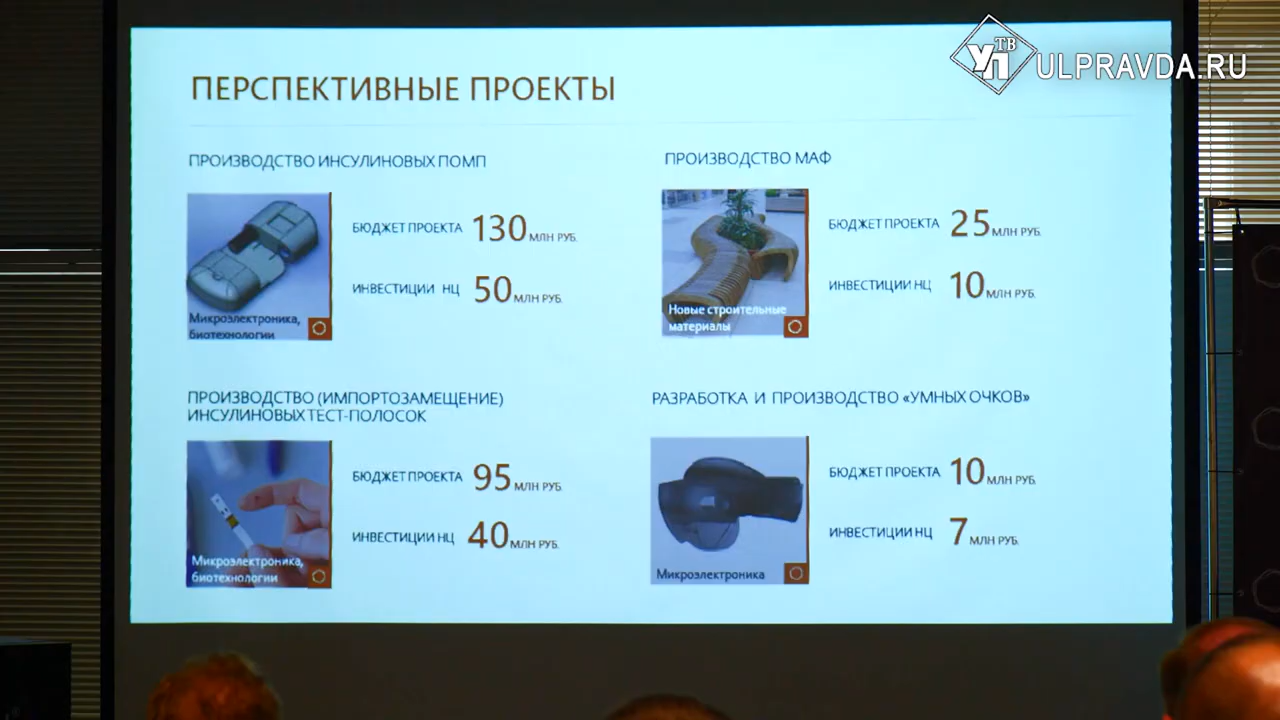 УП ТВ
ULPRAVDA.RU
ПЕРСПЕКТИВНЫЕ ПРОЕКТЫ
ПРОИЗВОДСТВО ИНСУЛИНОВЫХ ПОМП
БЮДЖЕТ ПРОЕКТА 130 МЛН РУБ.
ИНВЕСТИЦИИ НЦ 50 МЛН РУБ.
Микроэлектроника,
биотехнологии
ПРОИЗВОДСТВО МАФ
БЮДЖЕТ ПРОЕКТА 25 МЛН РУБ.
ИНВЕСТИЦИИ НЦ 10 МЛН РУБ.
Новые строительные
материалы
ПРОИЗВОДСТВО (ИМПОРТОЗАМЕЩЕНИЕ)
ИНСУЛИНОВЫХ ТЕСТ-ПОЛОСОК
БЮДЖЕТ ПРОЕКТА 95 МЛН РУБ.
ИНВЕСТИЦИИ НЦ 40 МЛН РУБ.
Микроэлектроника,
биотехнологии
РАЗРАБОТКА И ПРОИЗВОДСТВО «УМНЫХ ОЧКОВ»
БЮДЖЕТ ПРОЕКТА 10 МЛН РУБ.
ИНВЕСТИЦИИ НЦ 7 МЛН РУБ.
Микроэлектроника